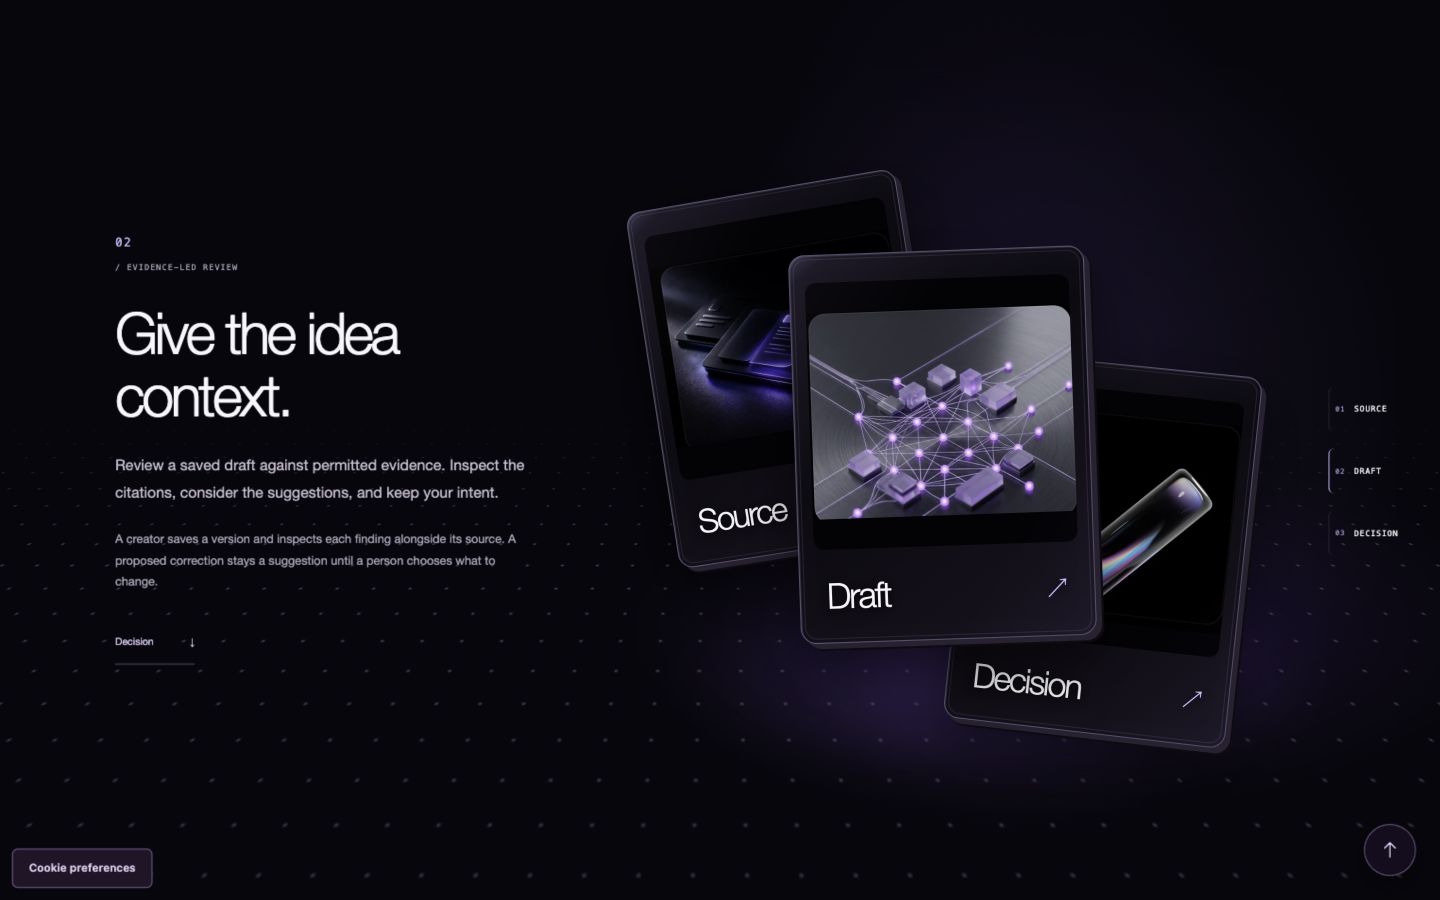 02
/ EVIDENCE-LED REVIEW
Give the idea
context.
Review a saved draft against permitted evidence. Inspect the
citations, consider the suggestions, and keep your intent.
A creator saves a version and inspects each finding alongside its source. A
proposed correction stays a suggestion until a person chooses what to
change.
Decision ↓
Source
Draft
Decision
01 SOURCE
02 DRAFT
03 DECISION
Cookie preferences